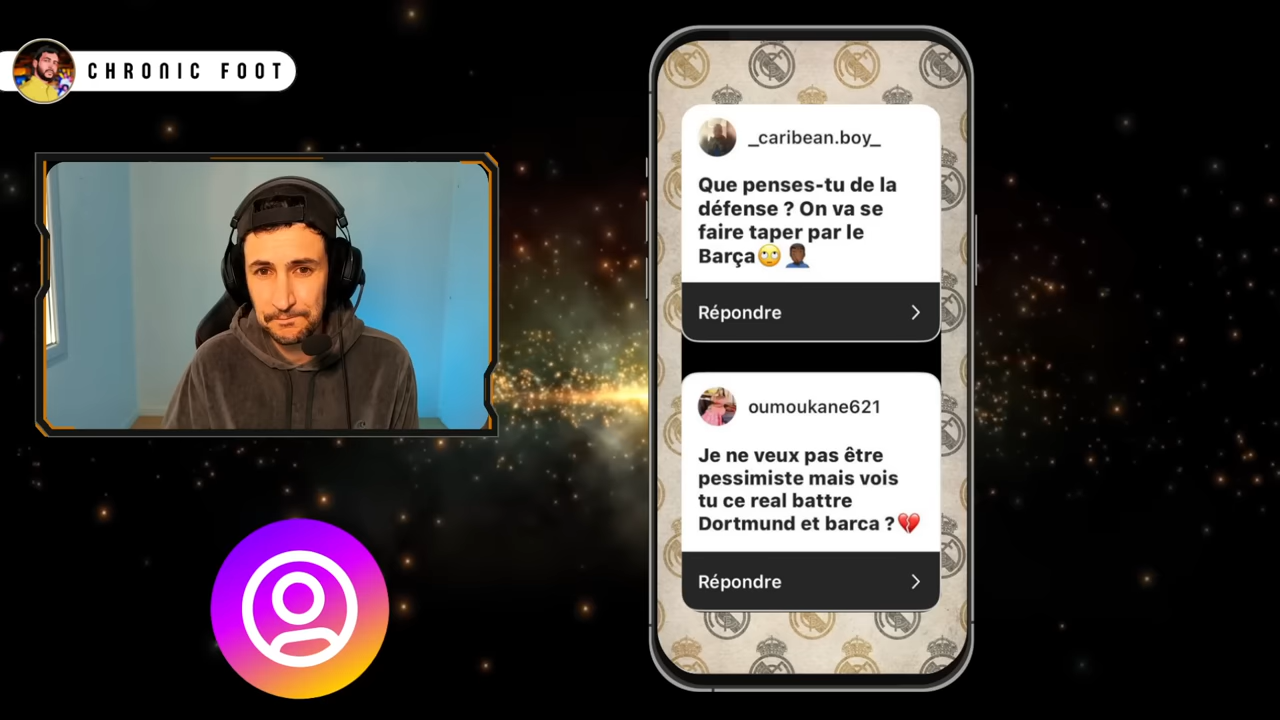 CHRONIC FOOT
_caribean.boy_
Que penses-tu de la
défense ? On va se
faire taper par le
Barça🙄🤦🏾‍♂️
Répondre
oumoukane621
Je ne veux pas être
pessimiste mais vois
tu ce real battre
Dortmund et barca ?💔
Répondre